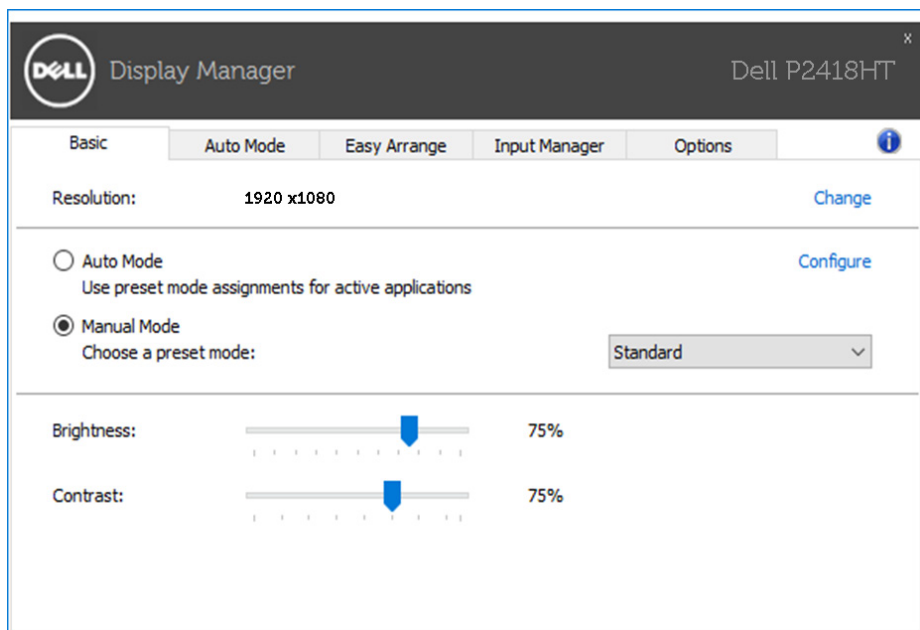 DELL Display Manager Dell P2418HT
x
Basic Auto Mode Easy Arrange Input Manager Options i
Resolution: 1920 x1080 Change
Auto Mode Configure
Use preset mode assignments for active applications
Manual Mode
Choose a preset mode: Standard
Brightness: 75%
Contrast: 75%